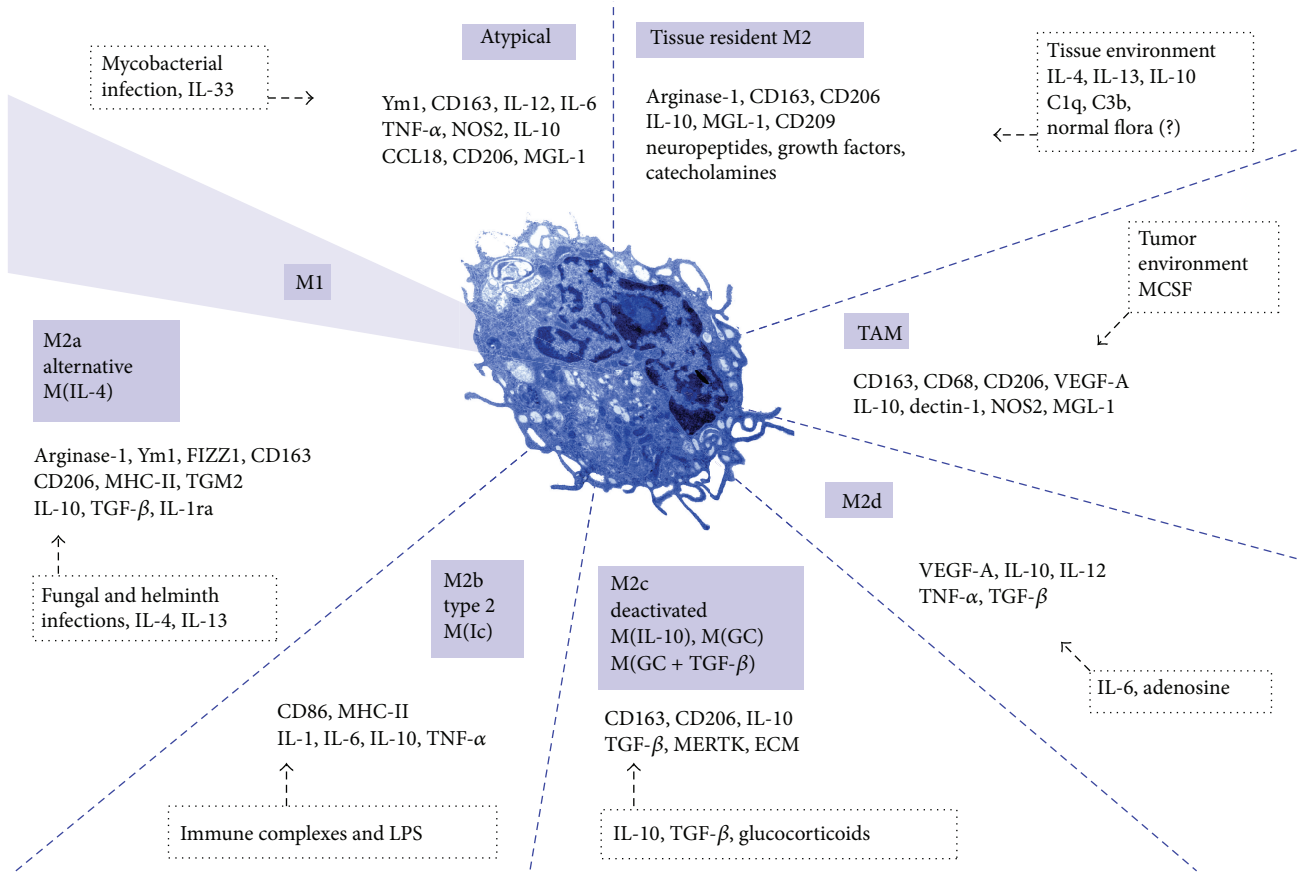 Atypical
Mycobacterial
infection, IL-33
Ym1, CD163, IL-12, IL-6
TNF-α, NOS2, IL-10
CCL18, CD206, MGL-1
Tissue resident M2
Arginase-1, CD163, CD206
IL-10, MGL-1, CD209
neuropeptides, growth factors,
catecholamines
Tissue environment
IL-4, IL-13, IL-10
C1q, C3b,
normal flora (?)
Tumor
environment
MCSF
TAM
CD163, CD68, CD206, VEGF-A
IL-10, dectin-1, NOS2, MGL-1
M1
M2a
alternative
M(IL-4)
Arginase-1, Ym1, FIZZ1, CD163
CD206, MHC-II, TGM2
IL-10, TGF-β, IL-1ra
Fungal and helminth
infections, IL-4, IL-13
M2b
type 2
M(Ic)
CD86, MHC-II
IL-1, IL-6, IL-10, TNF-α
Immune complexes and LPS
M2c
deactivated
M(IL-10), M(GC)
M(GC + TGF-β)
CD163, CD206, IL-10
TGF-β, MERTK, ECM
IL-10, TGF-β, glucocorticoids
M2d
VEGF-A, IL-10, IL-12
TNF-α, TGF-β
IL-6, adenosine